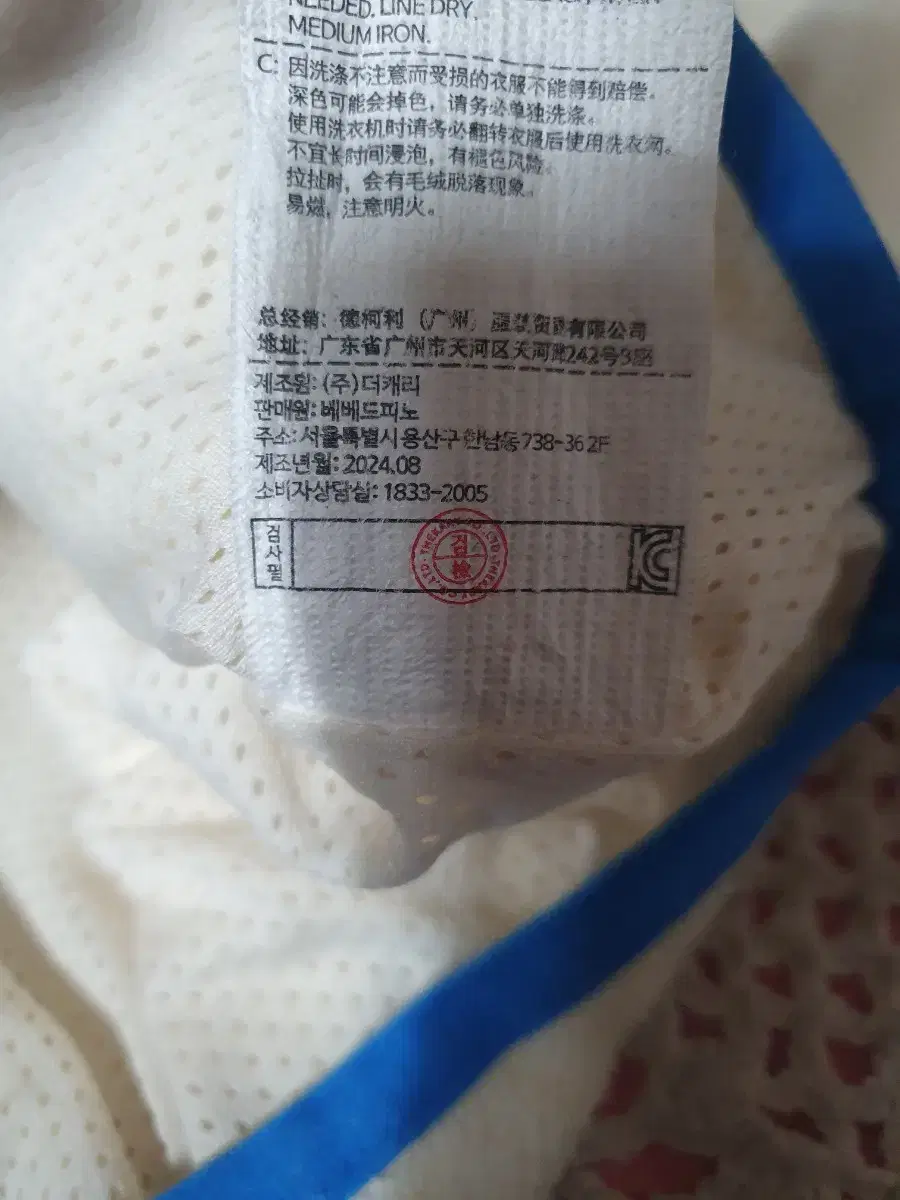 NEEDED. LINE DRY.
MEDIUM IRON.
C: 因洗涤不注意而受损的衣服不能得到赔偿。
深色可能会掉色，请务必单独洗涤。
使用洗衣机时请务必翻转衣服后使用洗衣网。
不宜长时间浸泡，有褪色风险。
拉扯时，会有毛绒脱落现象。
易燃，注意明火。
总经销：德柯利（广州）服装贸易有限公司
地址：广东省广州市天河区天河北242号3座
제조원: (주)더캐리
판매원: 베베드피노
주소: 서울특별시 용산구 한남동 738-36 2F
제조년월: 2024.08
소비자상담실: 1833-2005
검사필
검
檢
KC